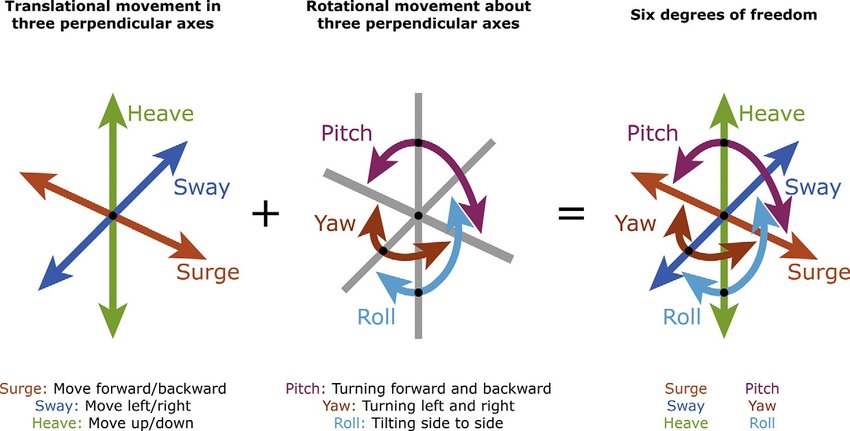 Translational movement in
three perpendicular axes
Heave
Sway
Surge
+
Rotational movement about
three perpendicular axes
Pitch
Yaw
Roll
=
Six degrees of freedom
Heave
Pitch
Sway
Yaw
Surge
Roll
Surge: Move forward/backward
Sway: Move left/right
Heave: Move up/down
Pitch: Turning forward and backward
Yaw: Turning left and right
Roll: Tilting side to side
Surge Pitch
Sway Yaw
Heave Roll